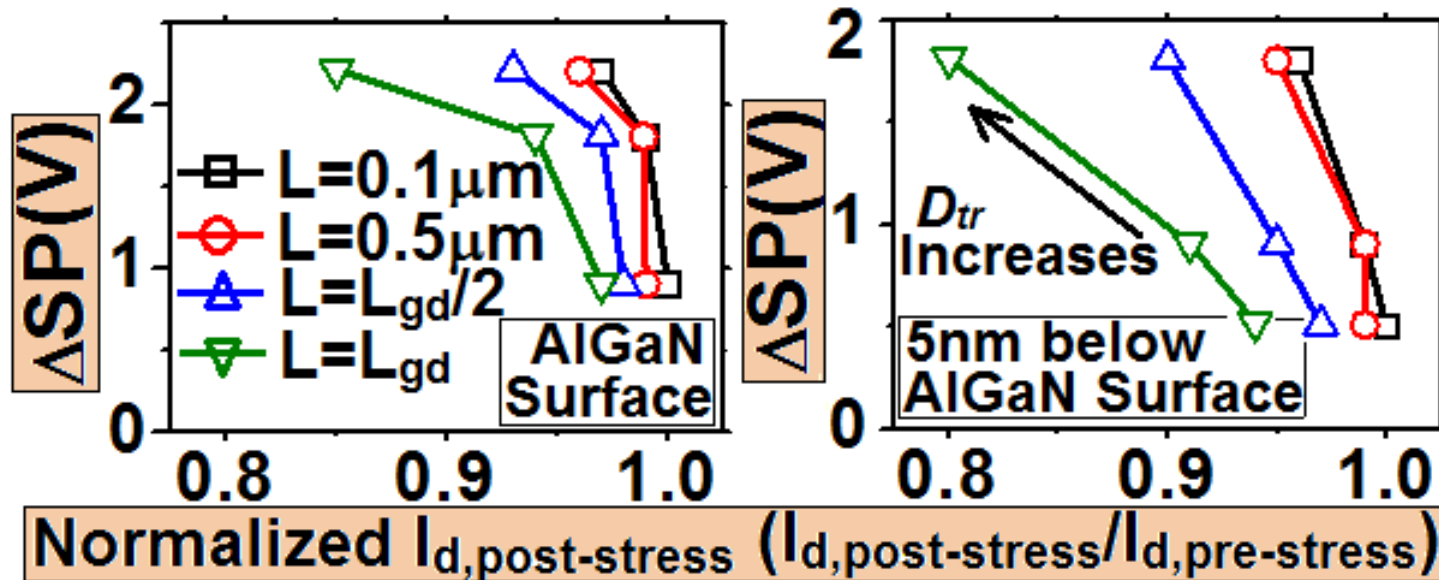 ΔSP(V)
2
1
0
L=0.1μm
L=0.5μm
L=Lgd/2
L=Lgd
AlGaN
Surface
0.8 0.9 1.0
ΔSP(V)
2
1
0
Dtr
Increases
5nm below
AlGaN Surface
0.8 0.9 1.0
Normalized Id,post-stress (Id,post-stress/Id,pre-stress)